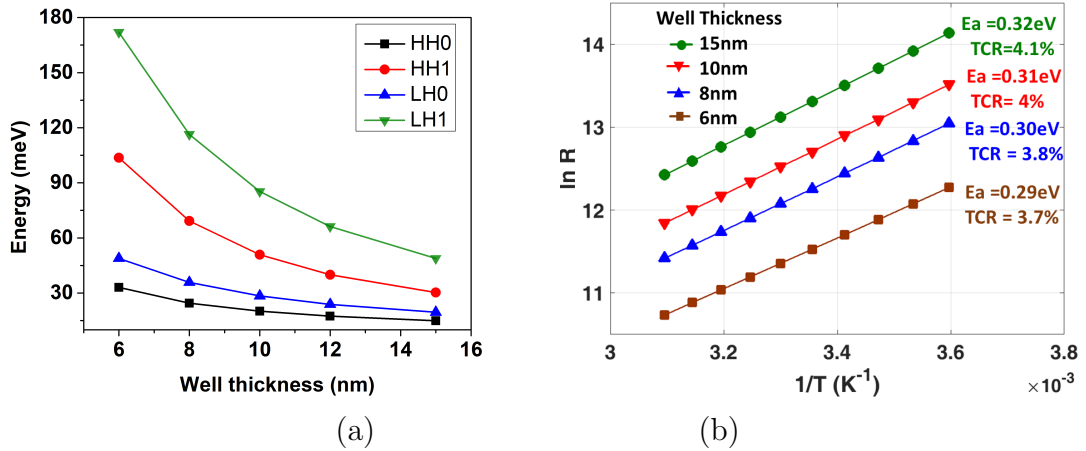 180
150
120
90
60
30
Energy (meV)
6
8
10
12
14
16
Well thickness (nm)
HH0
HH1
LH0
LH1
(a)
14
13
12
11
ln R
3
3.2
3.4
3.6
3.8
1/T (K⁻¹)
×10⁻³
Well Thickness
15nm
10nm
8nm
6nm
Ea =0.32eV
TCR=4.1%
Ea =0.31eV
TCR= 4%
Ea =0.30eV
TCR = 3.8%
Ea =0.29eV
TCR = 3.7%
(b)